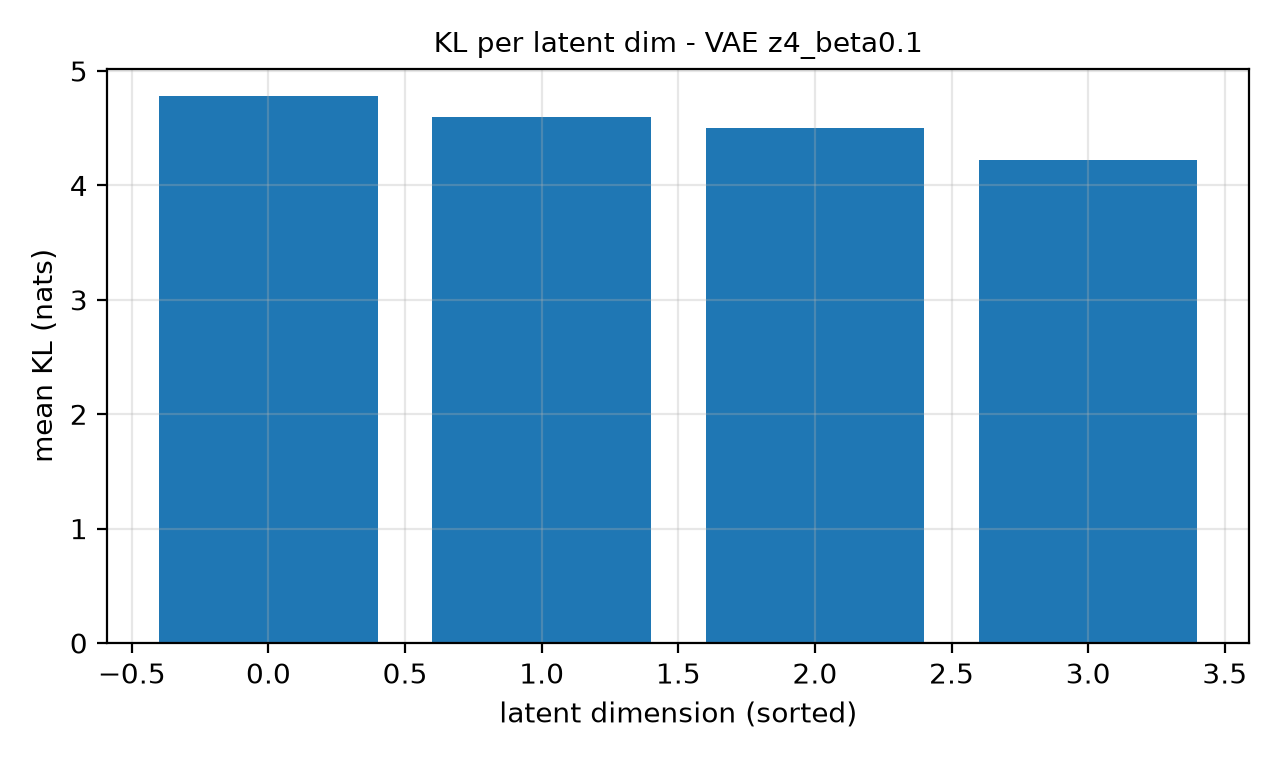 KL per latent dim - VAE z4_beta0.1
mean KL (nats)
5
4
3
2
1
0
−0.5 0.0 0.5 1.0 1.5 2.0 2.5 3.0 3.5
latent dimension (sorted)